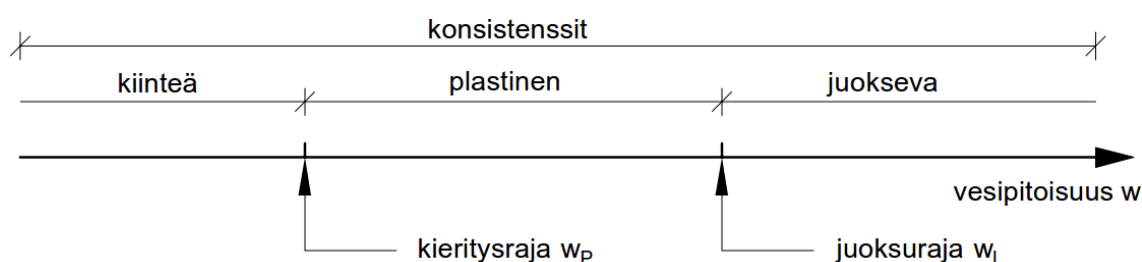 konsistenssit
kiinteä plastinen juokseva
vesipitoisuus w
kieritysraja wP juoksuraja wL